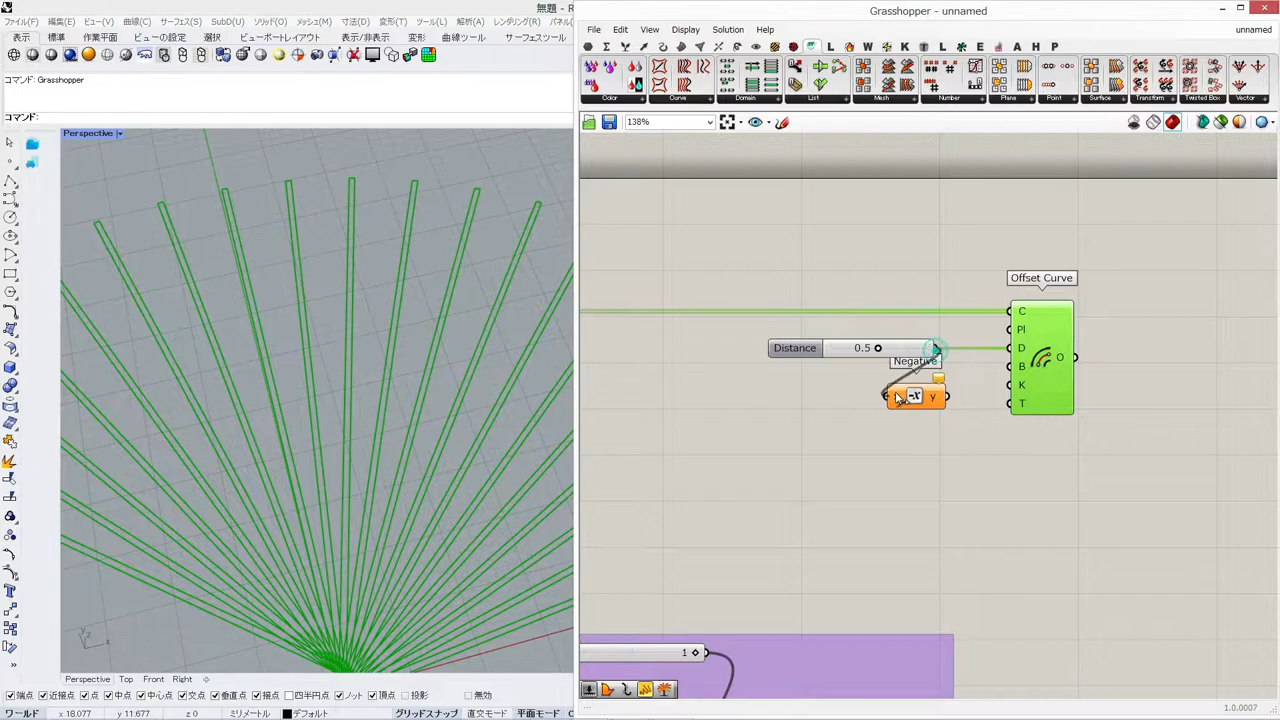 無題
ファイル(F) 編集(E) ビュー(V) 曲線(C) サーフェス(S) SubD(U) ソリッド(O) メッシュ(M) 寸法(D) 変形(T) ツール(L) 解析(A) レンダリング(R)
表示 標準 作業平面 ビューの設定 選択 ビューポートレイアウト 表示/非表示 変形 曲線ツール サーフェスツール
コマンド: Grasshopper
コマンド:
Perspective
y
z
x
Perspective Top Front Right
端点 近接点 点 中点 中心点 交点 垂直点 接点 四半円点 ノット 頂点 投影 無効
ワールド x 18.077 y 11.677 z 0 ミリメートル デフォルト グリッドスナップ 直交モード 平面モード
Grasshopper - unnamed
File Edit View Display Solution Help
unnamed
L W K L E A H P
Color Curve Domain List Mesh Number Plane Point Surface Transform Twisted Box Vector
138%
Offset Curve
C
Pl
D
B
K
T
O
Distance 0.5
Negative
-x y
1
1.0.0007